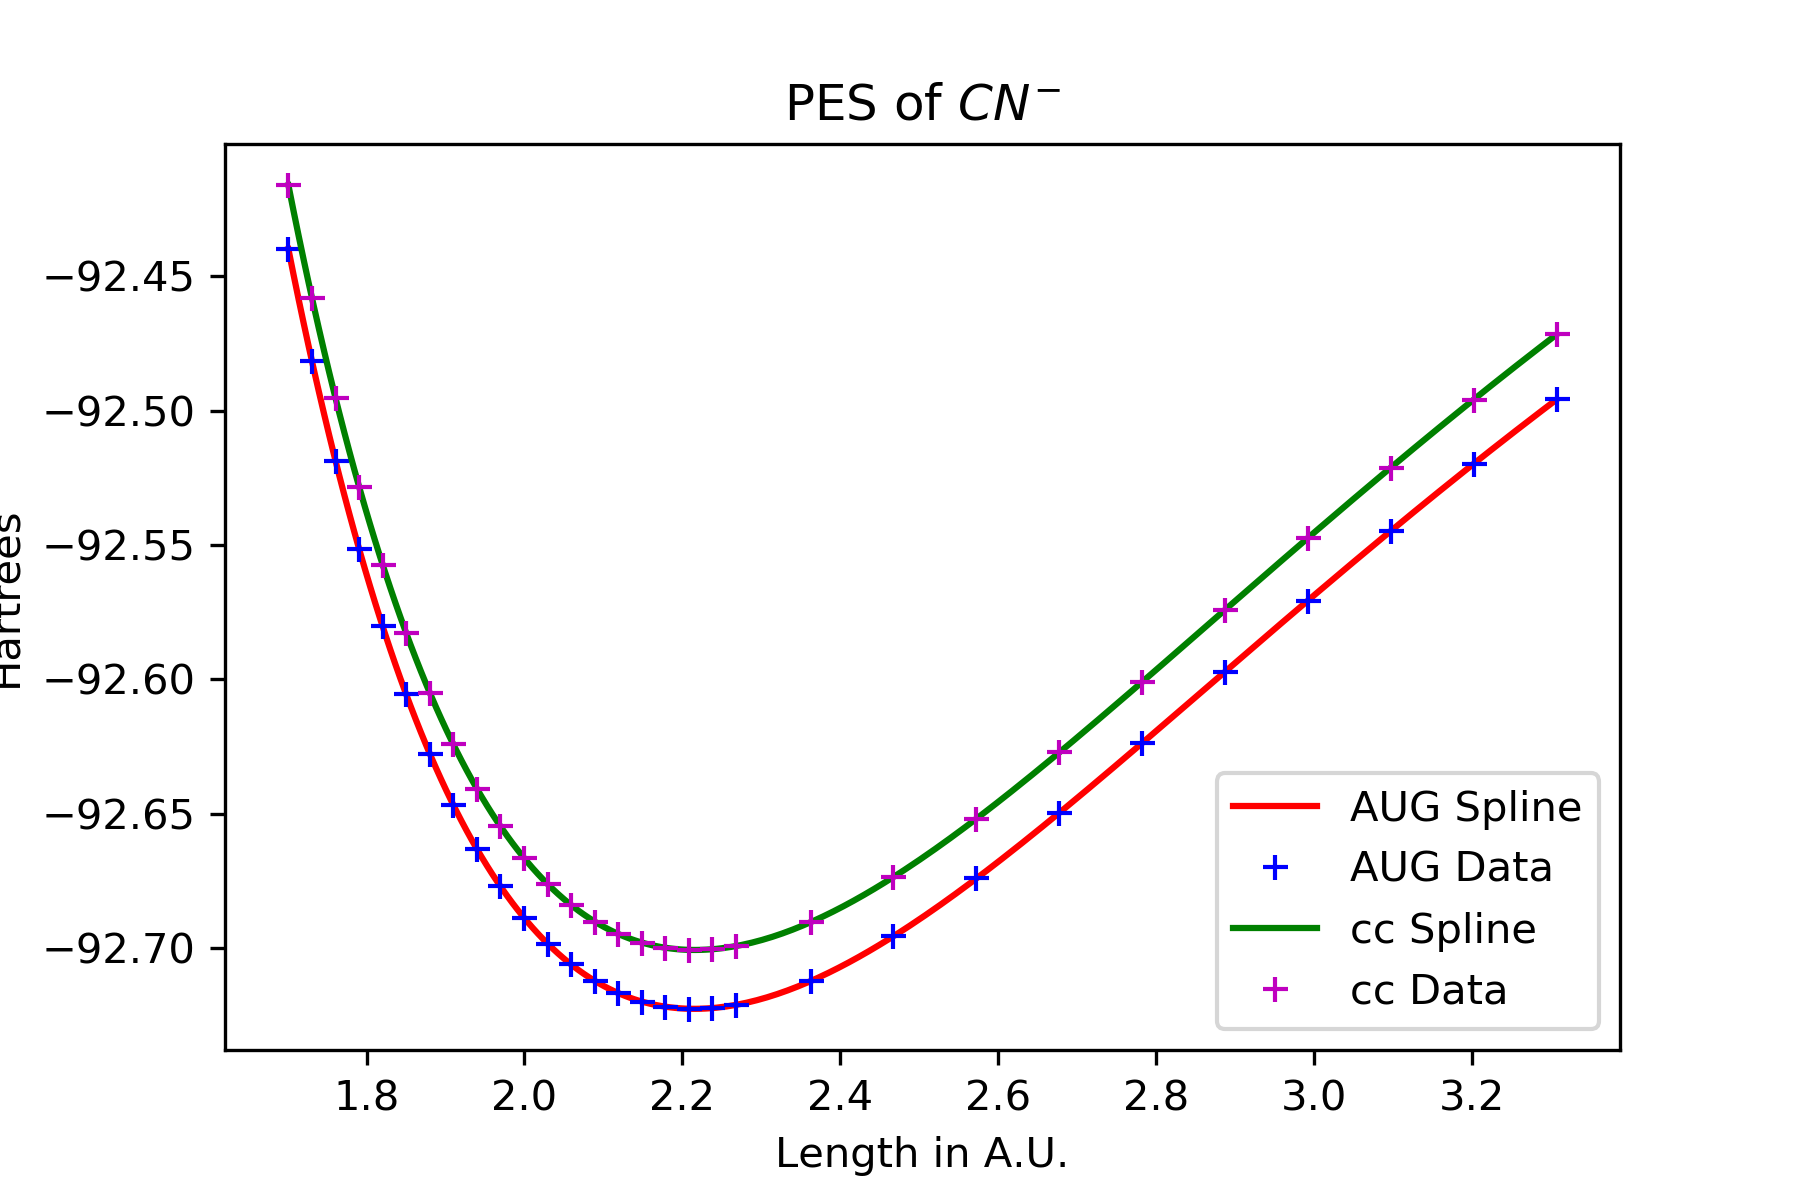 PES of CN⁻
−92.45
−92.50
−92.55
−92.60
−92.65
−92.70
Hartrees
1.8 2.0 2.2 2.4 2.6 2.8 3.0 3.2
Length in A.U.
AUG Spline
AUG Data
cc Spline
cc Data